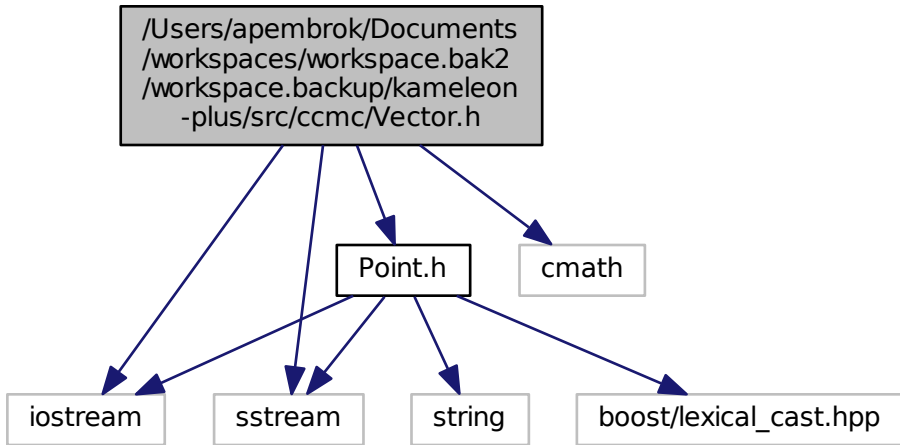 /Users/apembrok/Documents
/workspaces/workspace.bak2
/workspace.backup/kameleon
-plus/src/ccmc/Vector.h
Point.h
cmath
iostream
sstream
string
boost/lexical_cast.hpp